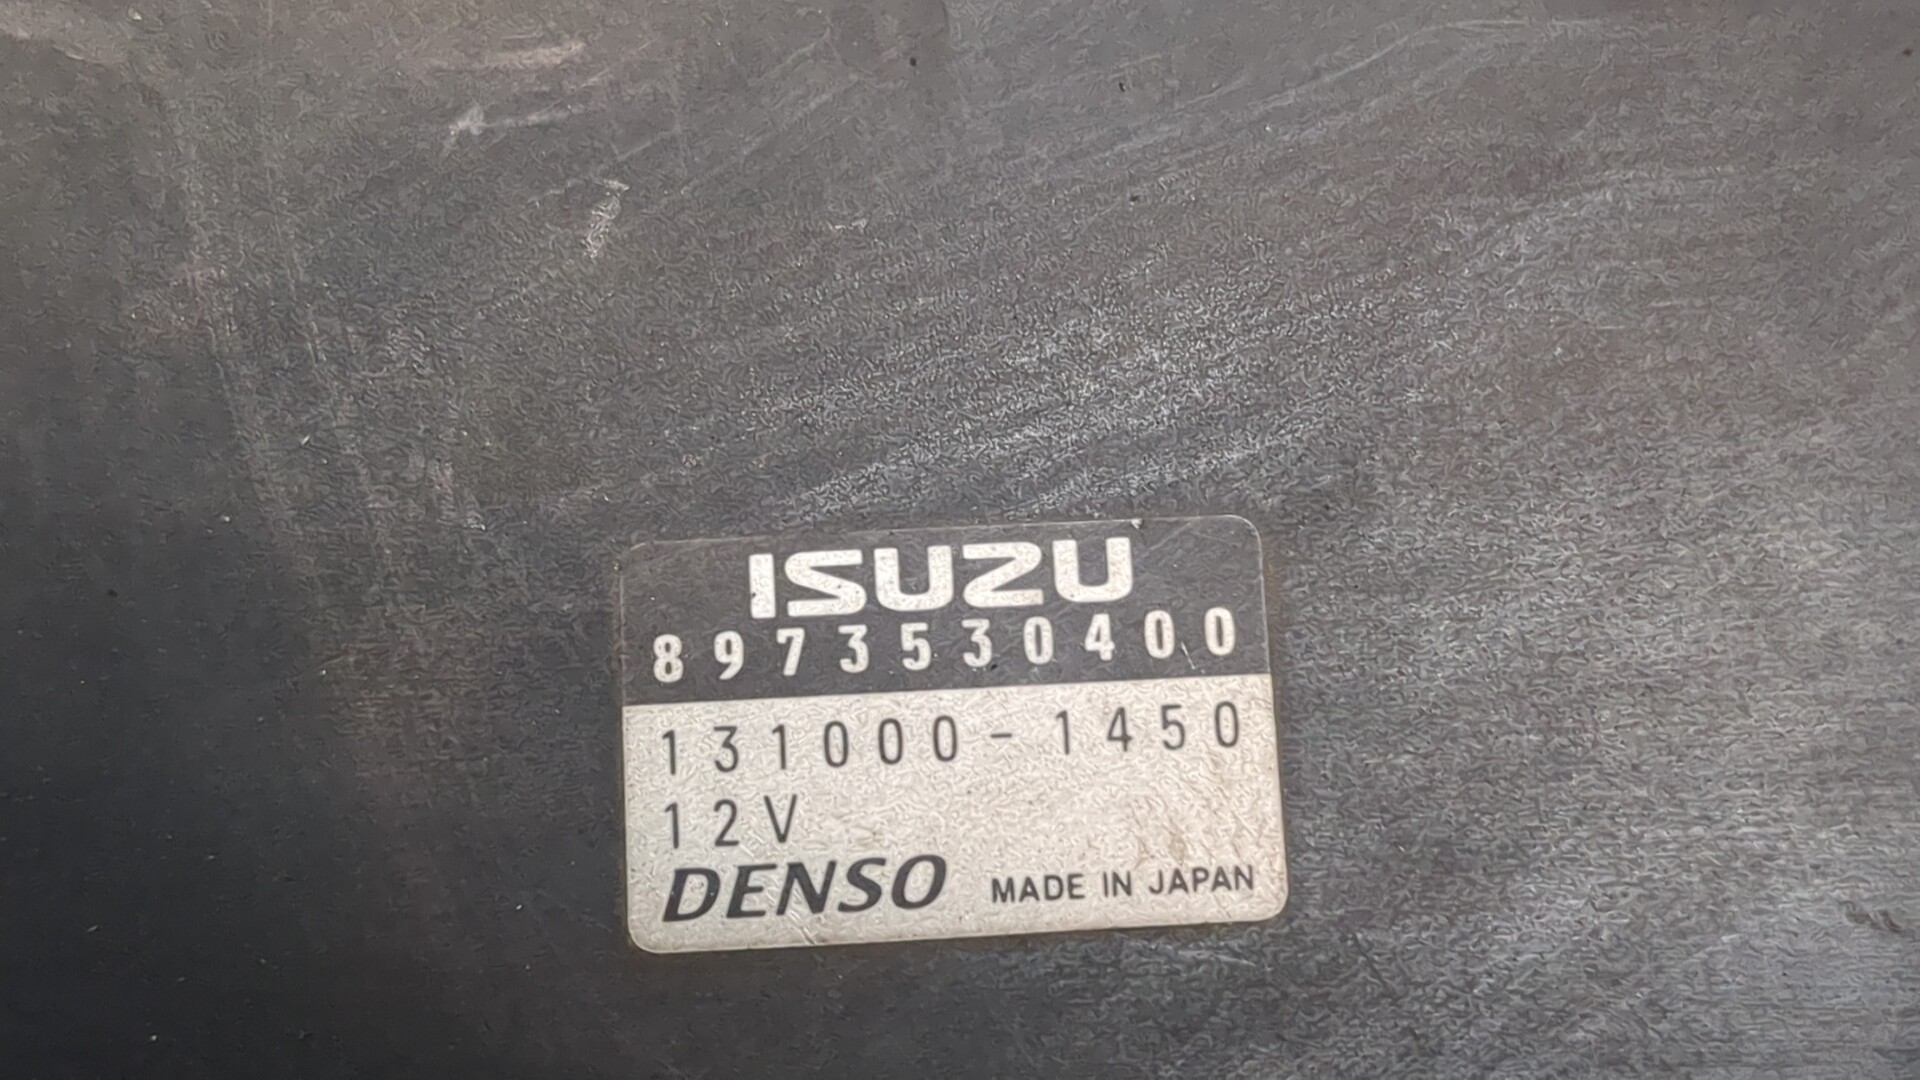 ISUZU
8973530400
131000-1450
12V
DENSO MADE IN JAPAN